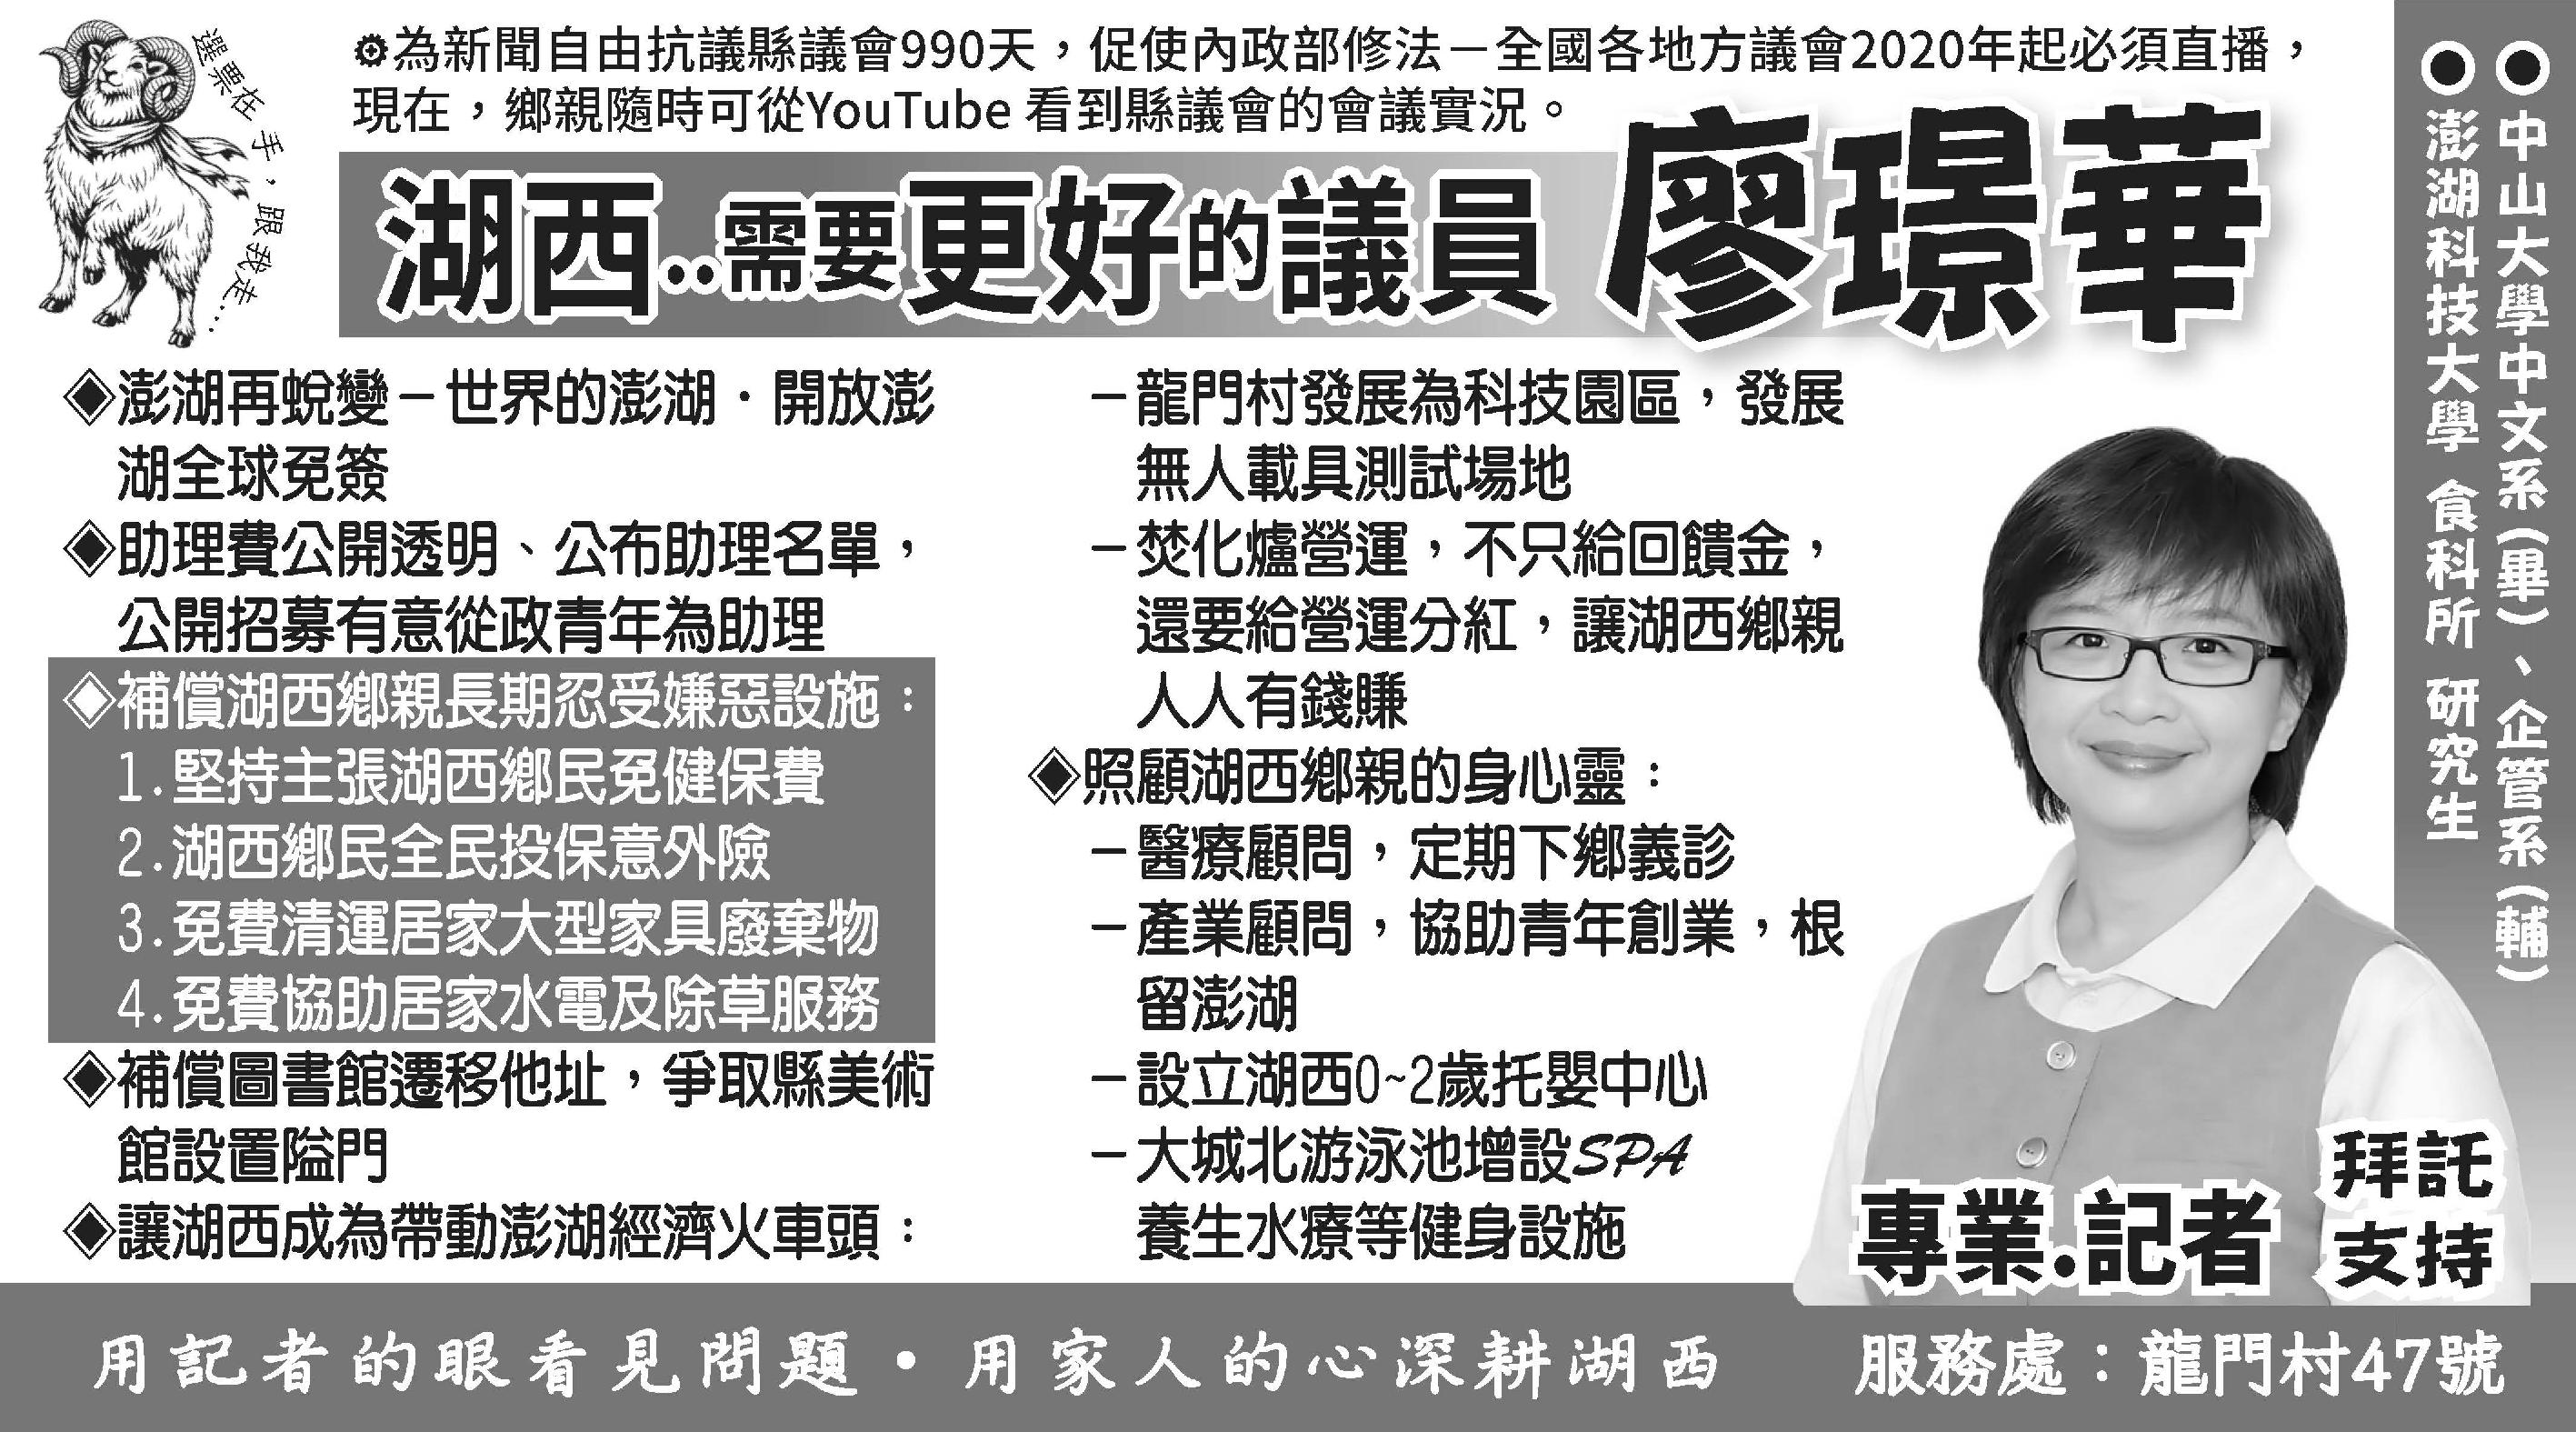 選票在手，跟我走...
⚙為新聞自由抗議縣議會990天，促使內政部修法－全國各地方議會2020年起必須直播，
現在，鄉親隨時可從YouTube 看到縣議會的會議實況。
湖西..需要更好的議員 廖璟華
◈澎湖再蛻變－世界的澎湖．開放澎
湖全球免簽
◈助理費公開透明、公布助理名單，
公開招募有意從政青年為助理
◈補償湖西鄉親長期忍受嫌惡設施：
1.堅持主張湖西鄉民免健保費
2.湖西鄉民全民投保意外險
3.免費清運居家大型家具廢棄物
4.免費協助居家水電及除草服務
◈補償圖書館遷移他址，爭取縣美術
館設置隘門
◈讓湖西成為帶動澎湖經濟火車頭：
－龍門村發展為科技園區，發展
無人載具測試場地
－焚化爐營運，不只給回饋金，
還要給營運分紅，讓湖西鄉親
人人有錢賺
◈照顧湖西鄉親的身心靈：
－醫療顧問，定期下鄉義診
－產業顧問，協助青年創業，根
留澎湖
－設立湖西0~2歲托嬰中心
－大城北游泳池增設SPA
養生水療等健身設施
●中山大學中文系(畢)、企管系(輔)
●澎湖科技大學 食科所 研究生
專業.記者
拜託
支持
用記者的眼看見問題・用家人的心深耕湖西
服務處：龍門村47號